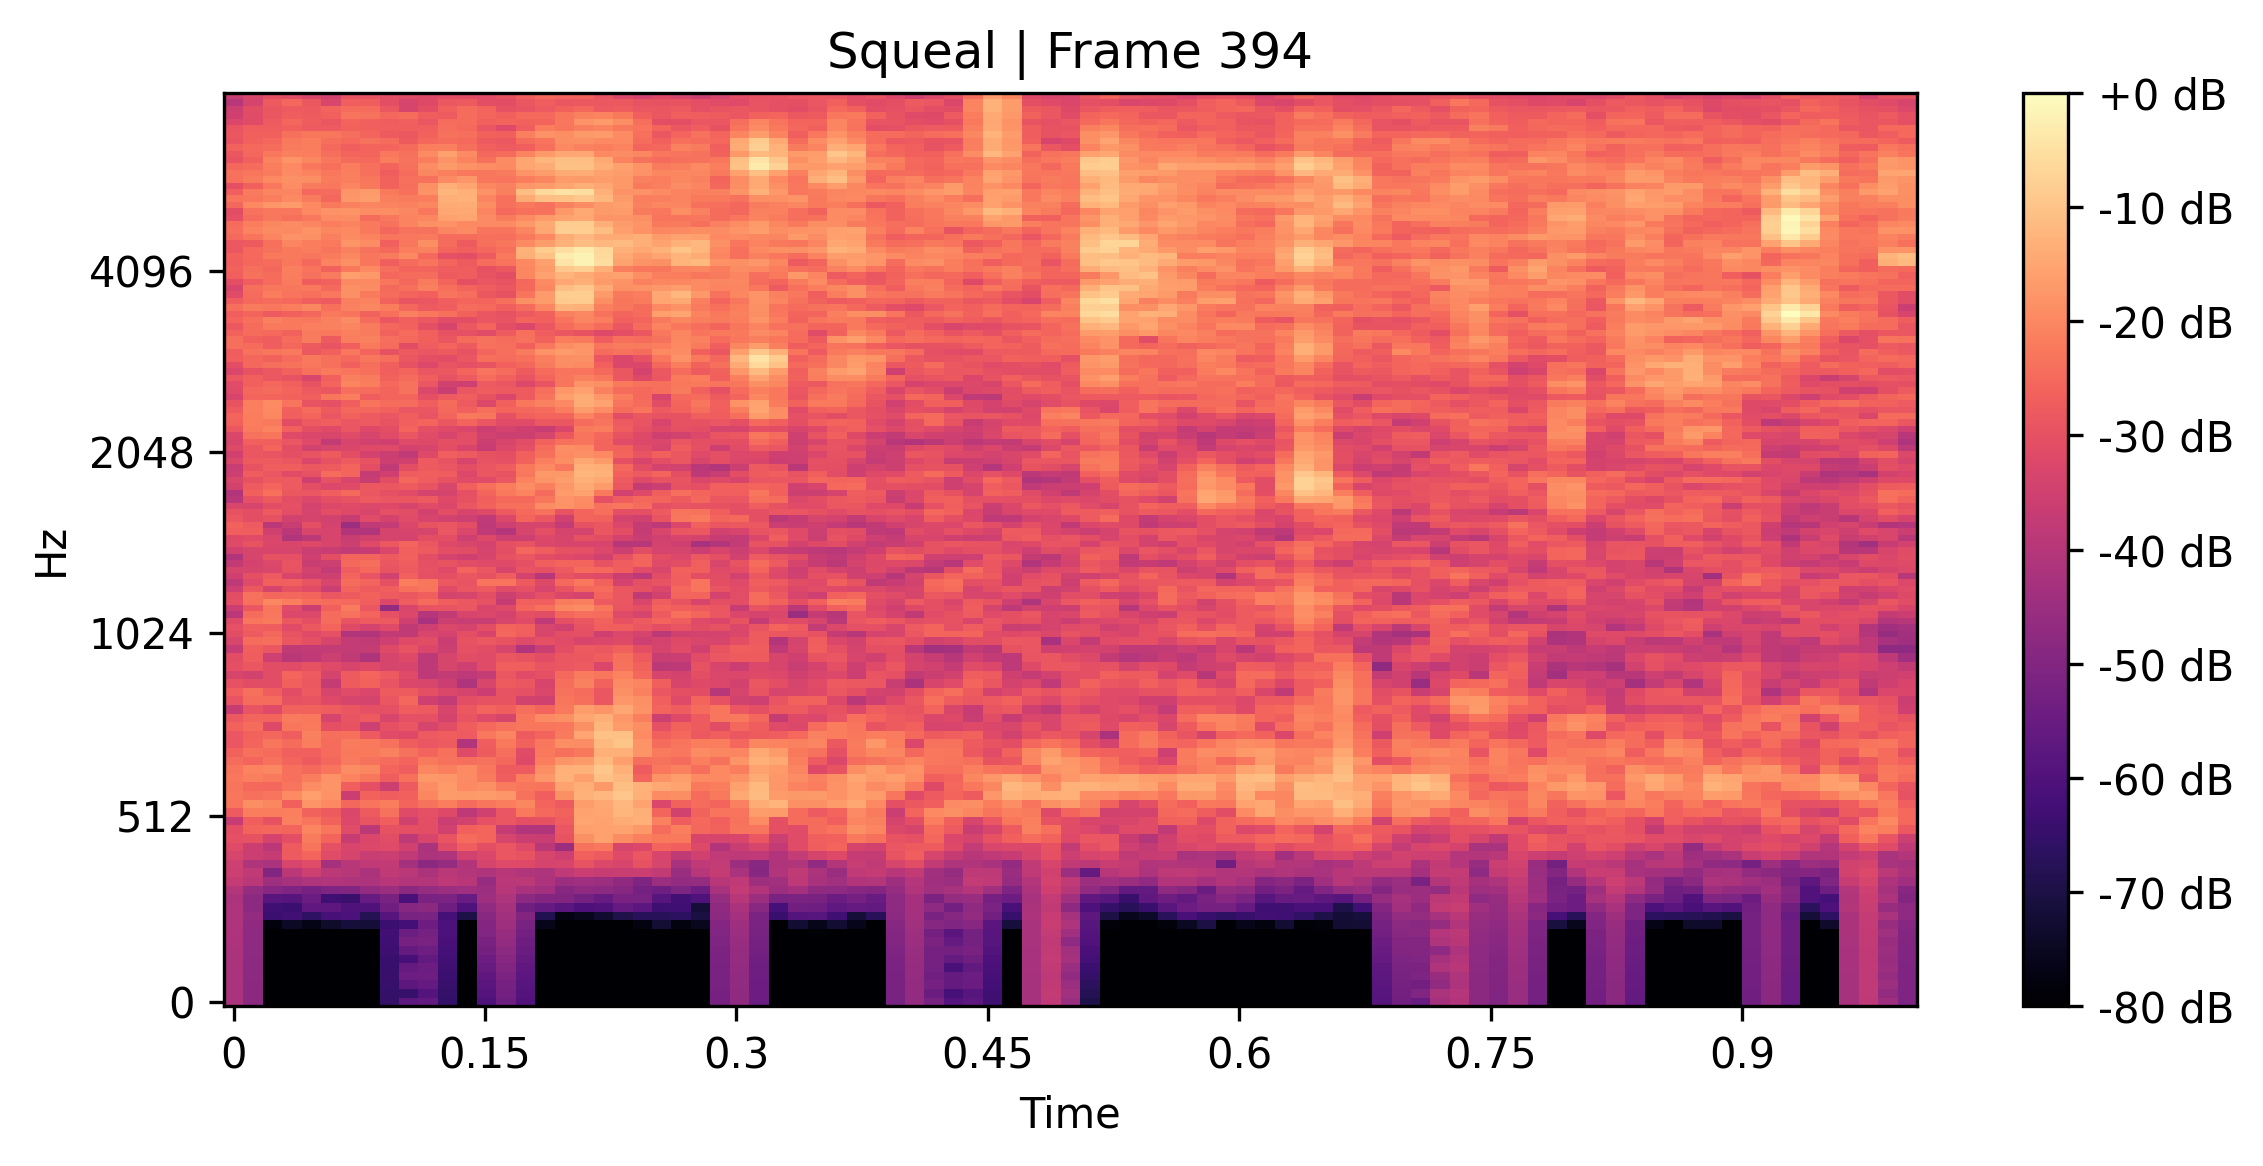 Squeal | Frame 394
+0 dB
-10 dB
-20 dB
-30 dB
-40 dB
-50 dB
-60 dB
-70 dB
-80 dB
Hz
4096
2048
1024
512
0
0 0.15 0.3 0.45 0.6 0.75 0.9
Time